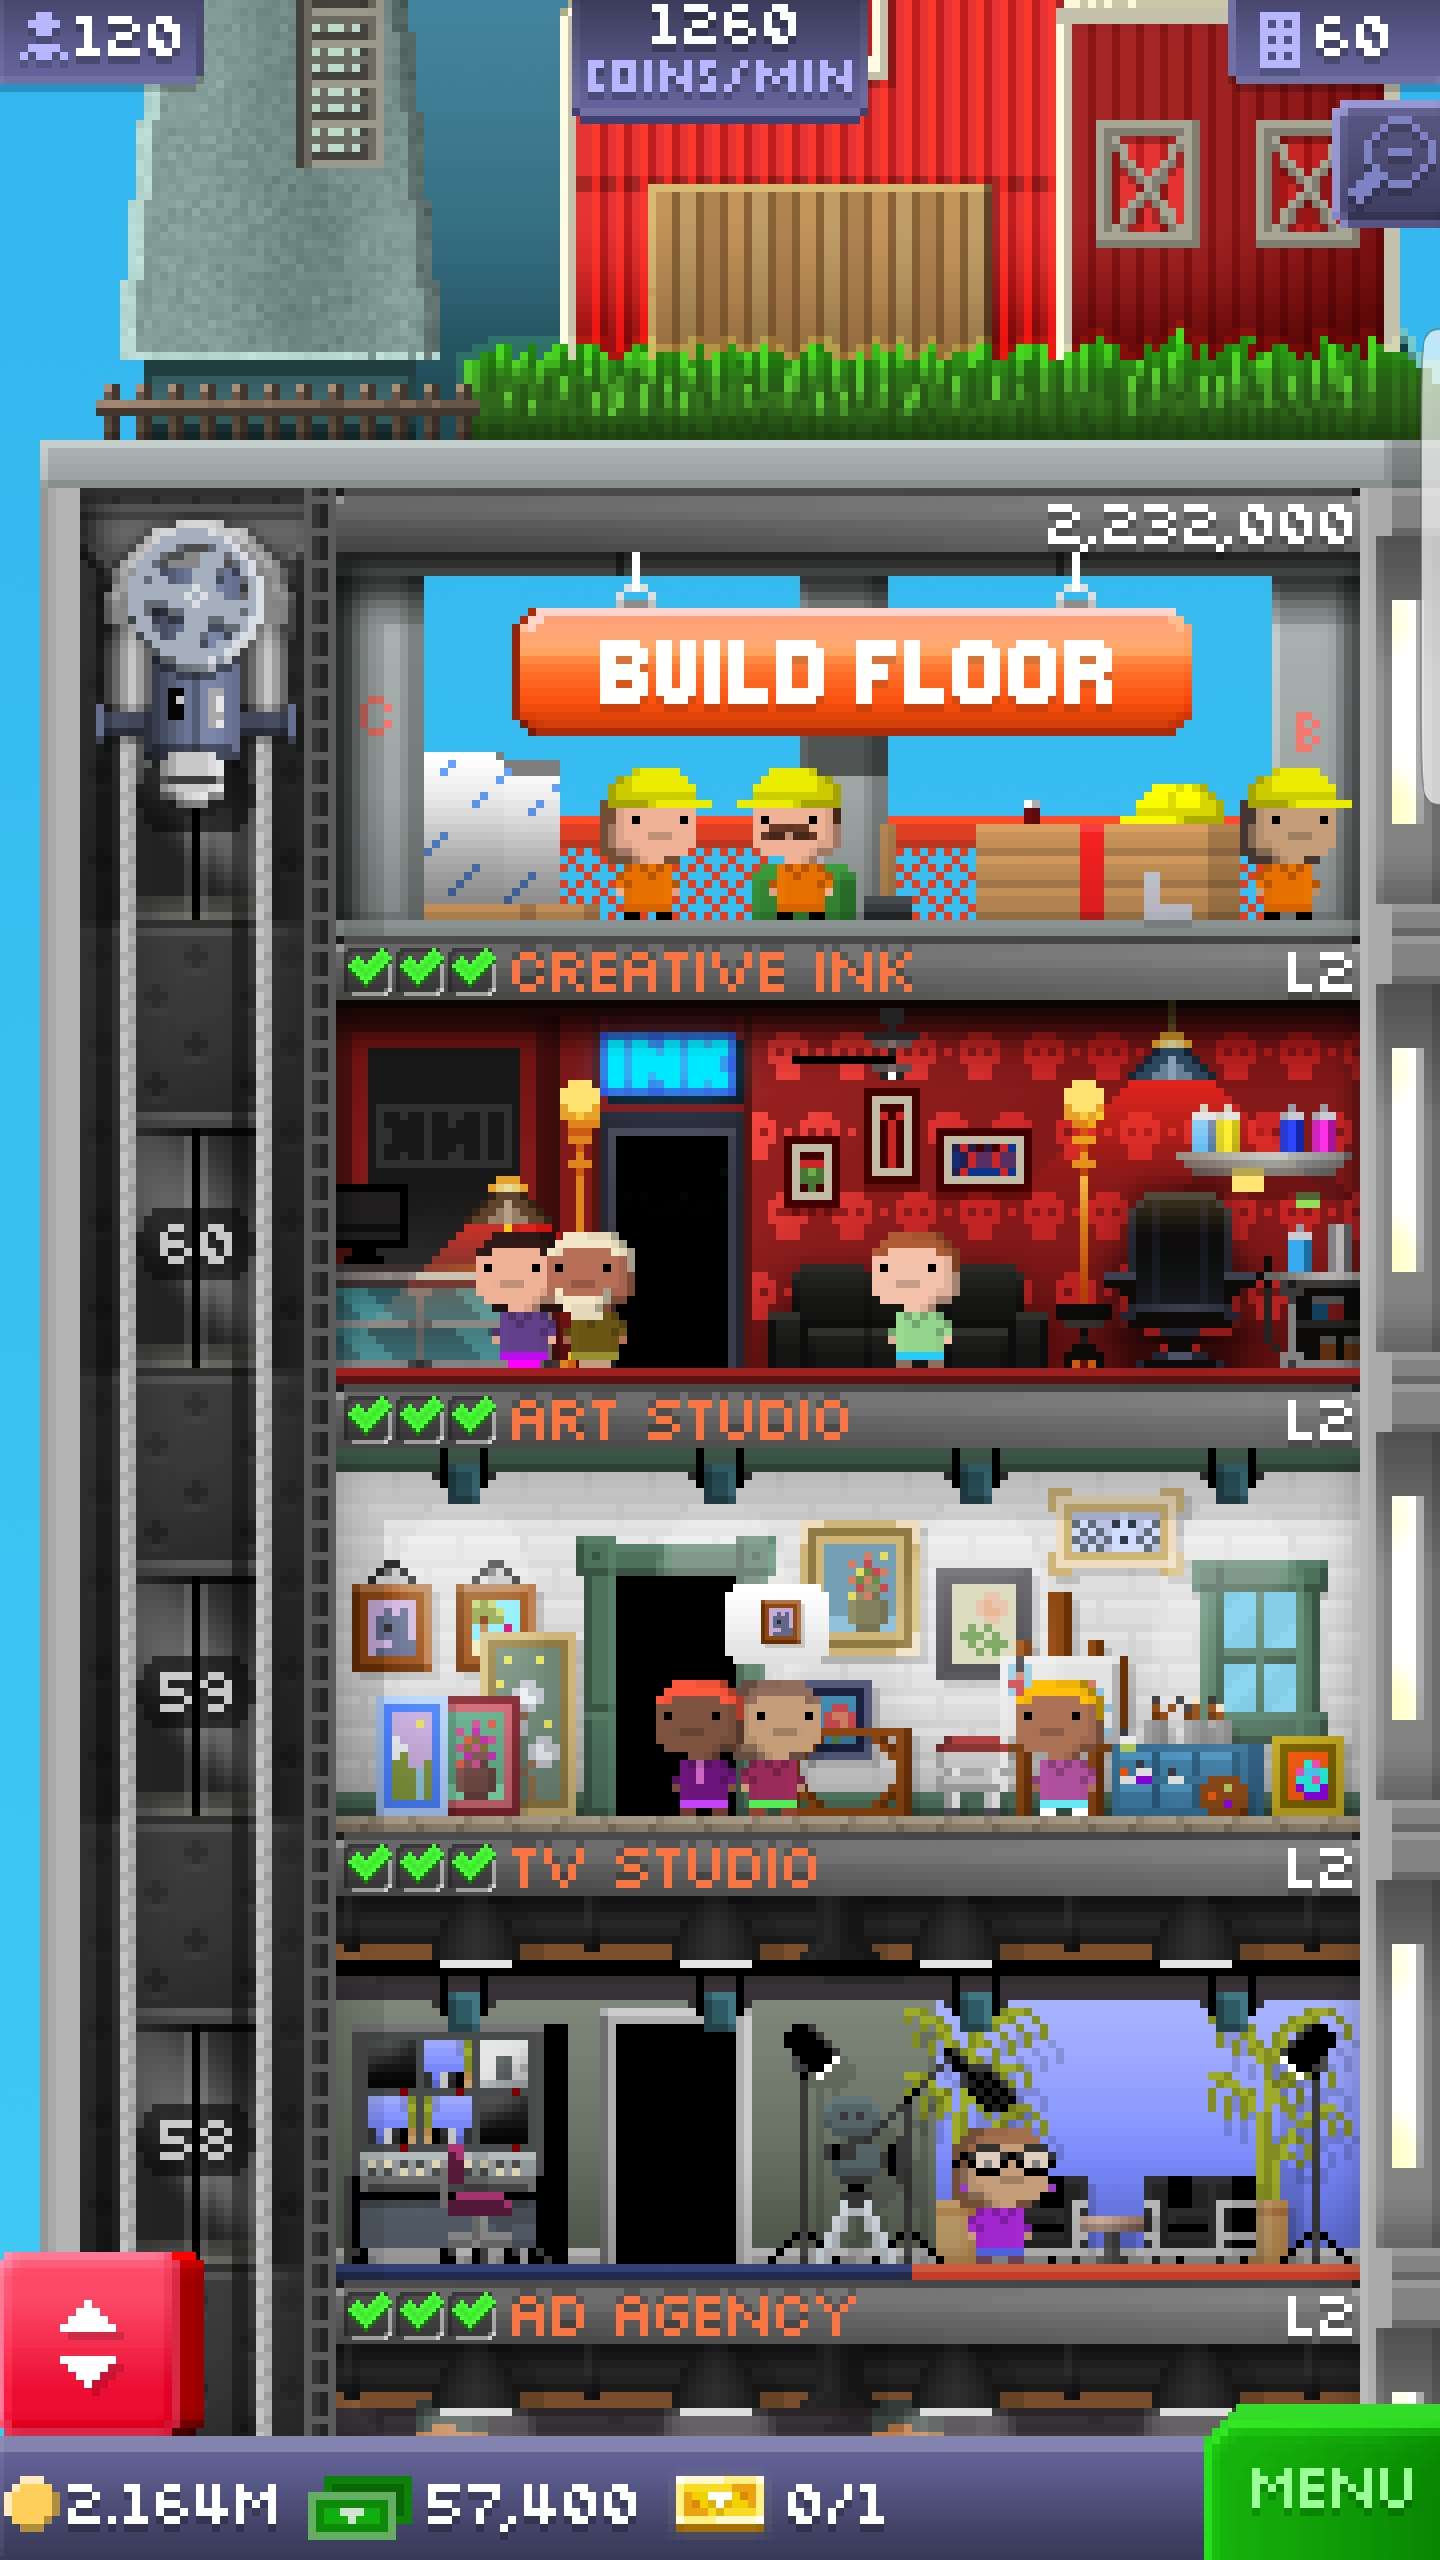 120
1260
COINS/MIN
60
2,232,000
BUILD FLOOR
C
B
CREATIVE INK
L2
INK
60
ART STUDIO
L2
59
TV STUDIO
L2
58
AD AGENCY
L2
2.164M
57,400
0/1
MENU